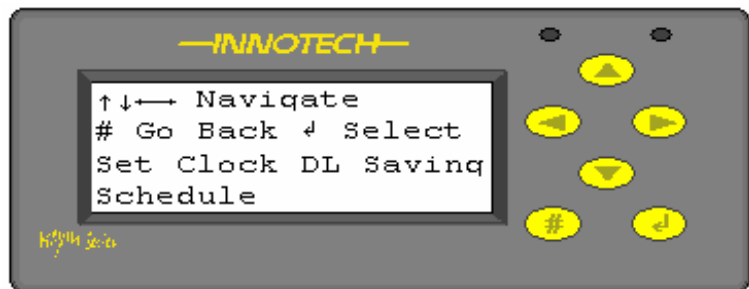 INNOTECH
↑↓←→ Navigate
# Go Back ↲ Select
Set Clock DL Saving
Schedule
#